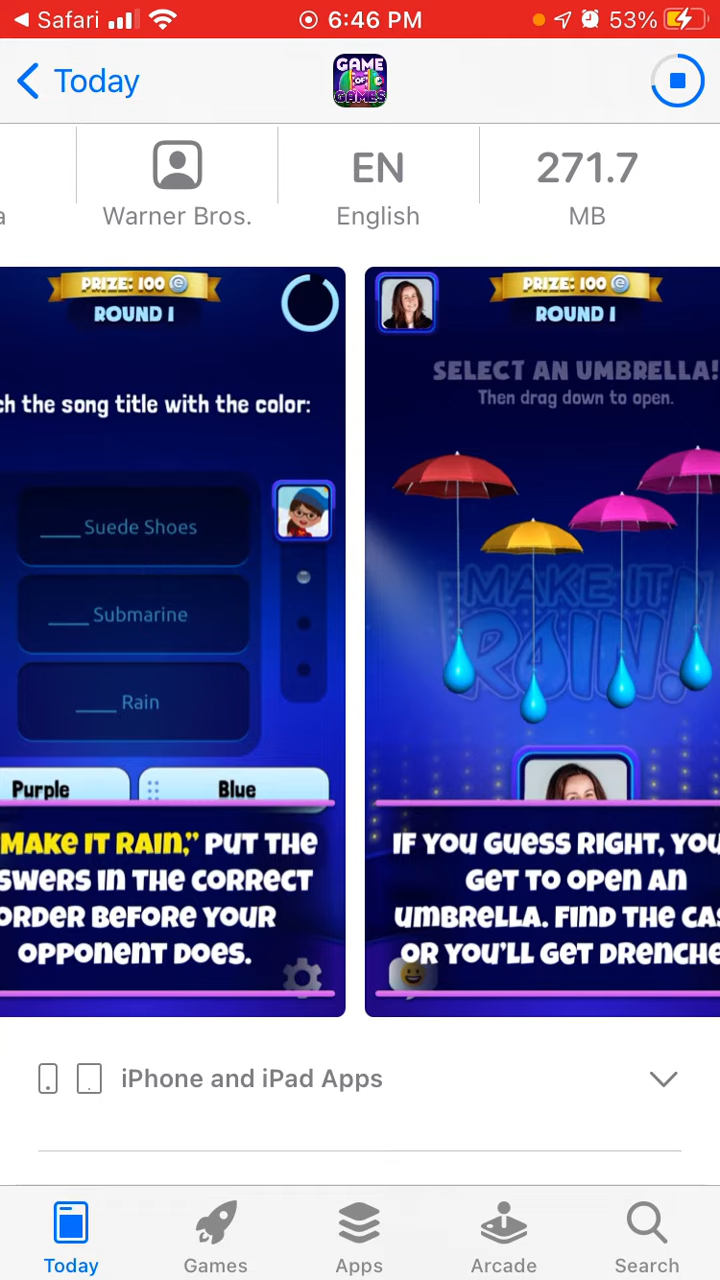 Safari
6:46 PM
53%
Today
GAME
OF
GAMES
a
Warner Bros.
EN
English
271.7
MB
PRIZE: 100 e
ROUND 1
ch the song title with the color:
____ Suede Shoes
____ Submarine
____ Rain
Purple
Blue
MAKE IT RAIN,” PUT THE
SWERS IN THE CORRECT
ORDER BEFORE YOUR
OPPONENT DOES.
PRIZE: 100 e
ROUND 1
SELECT AN UMBRELLA!
Then drag down to open.
MAKE IT
RAIN!
IF YOU GUESS RIGHT, YOU
GET TO OPEN AN
UMBRELLA. FIND THE CAS
OR YOU’LL GET DRENCHE
iPhone and iPad Apps
Today
Games
Apps
Arcade
Search